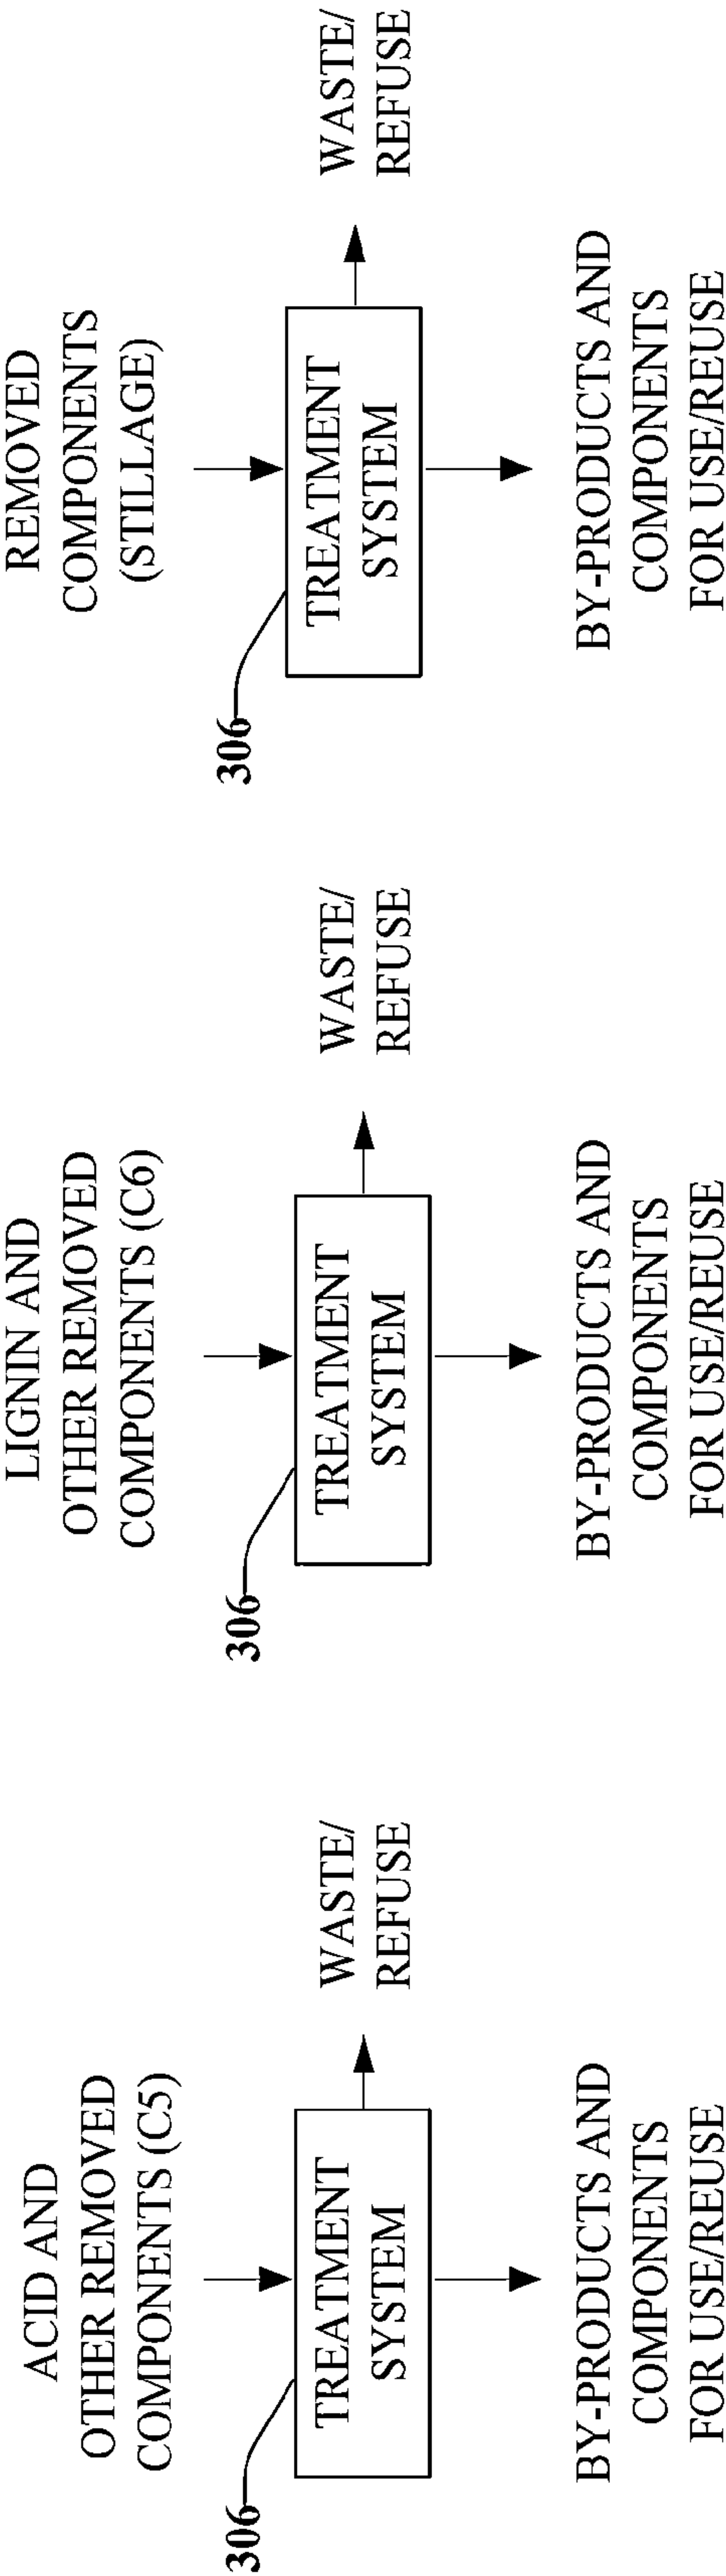 ACID AND
OTHER REMOVED
COMPONENTS (C5)
306
TREATMENT
SYSTEM
WASTE/
REFUSE
BY-PRODUCTS AND
COMPONENTS
FOR USE/REUSE
LIGNIN AND
OTHER REMOVED
COMPONENTS (C6)
306
TREATMENT
SYSTEM
WASTE/
REFUSE
BY-PRODUCTS AND
COMPONENTS
FOR USE/REUSE
REMOVED
COMPONENTS
(STILLAGE)
306
TREATMENT
SYSTEM
WASTE/
REFUSE
BY-PRODUCTS AND
COMPONENTS
FOR USE/REUSE